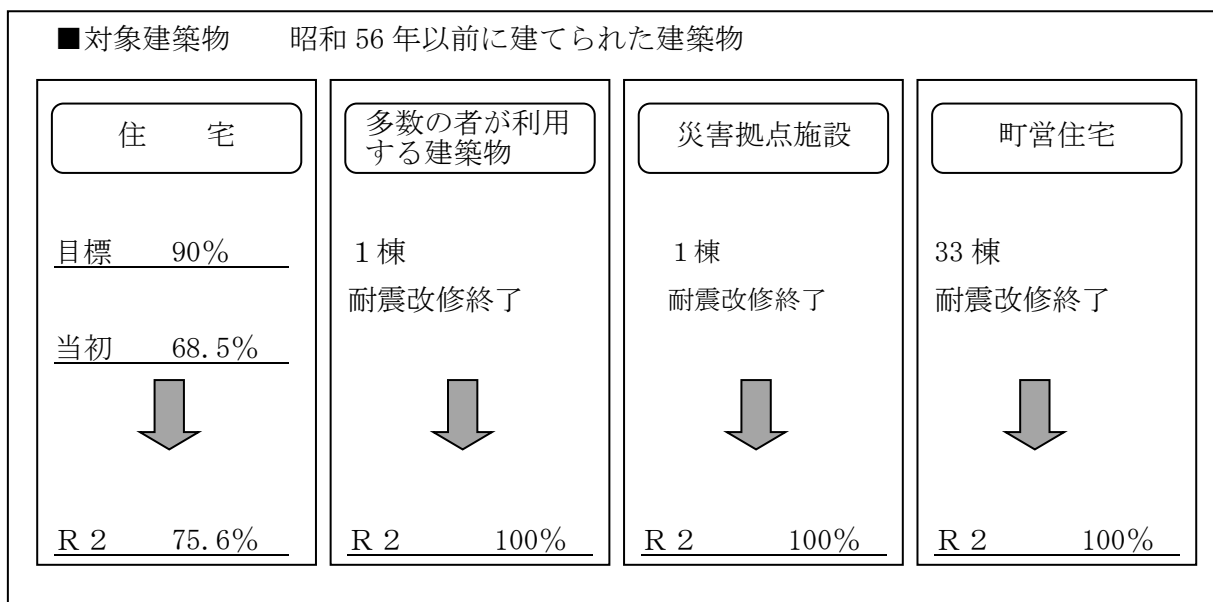 ■対象建築物　　昭和 56 年以前に建てられた建築物
住　　宅
目標　　90％
当初　　68.5％
Ｒ２　　75.6％
多数の者が利用
する建築物
１棟
耐震改修終了
Ｒ２　　100％
災害拠点施設
１棟
耐震改修終了
Ｒ２　　100％
町営住宅
33 棟
耐震改修終了
Ｒ２　　100％